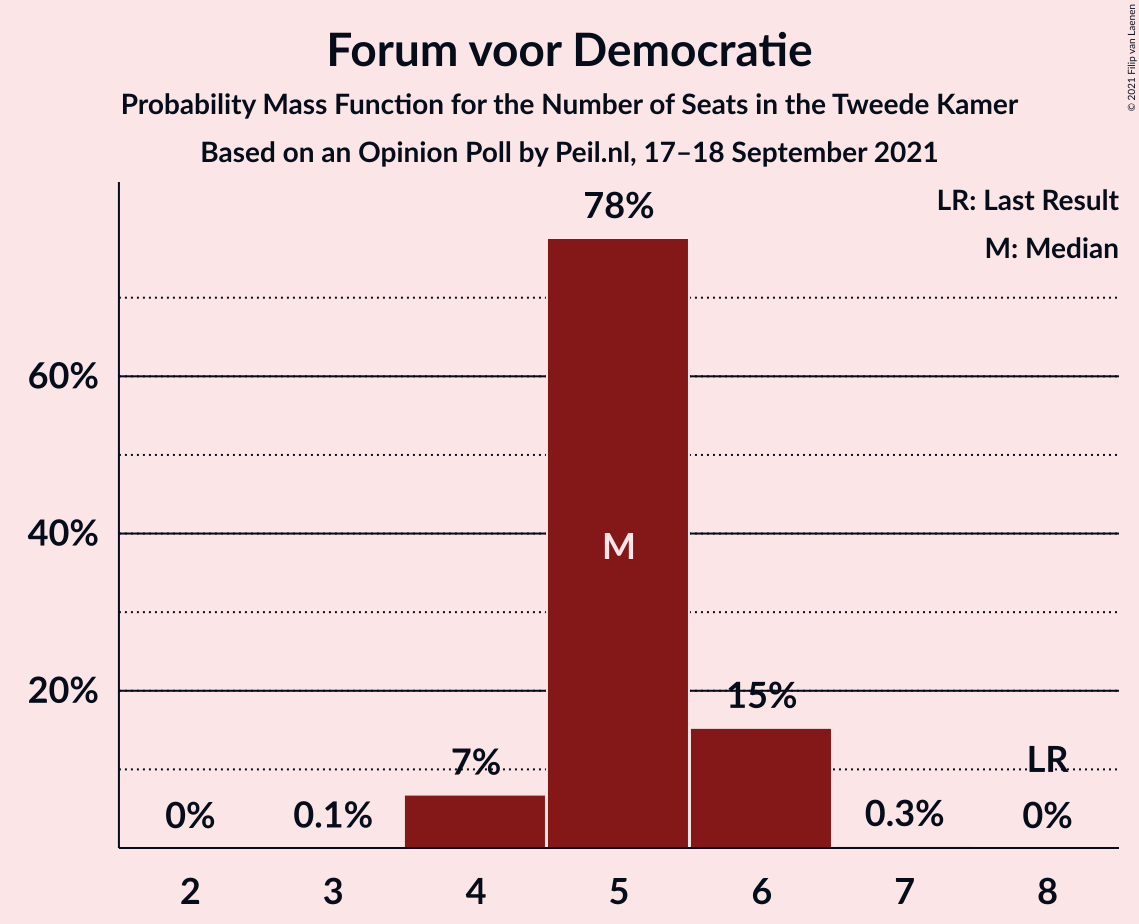 Forum voor Democratie
Probability Mass Function for the Number of Seats in the Tweede Kamer
Based on an Opinion Poll by Peil.nl, 17–18 September 2021
© 2021 Filip van Laenen
LR: Last Result
M: Median
78%
60%
40%
M
20%
15%
7%
LR
0%
0.1%
0.3%
0%
2
3
4
5
6
7
8